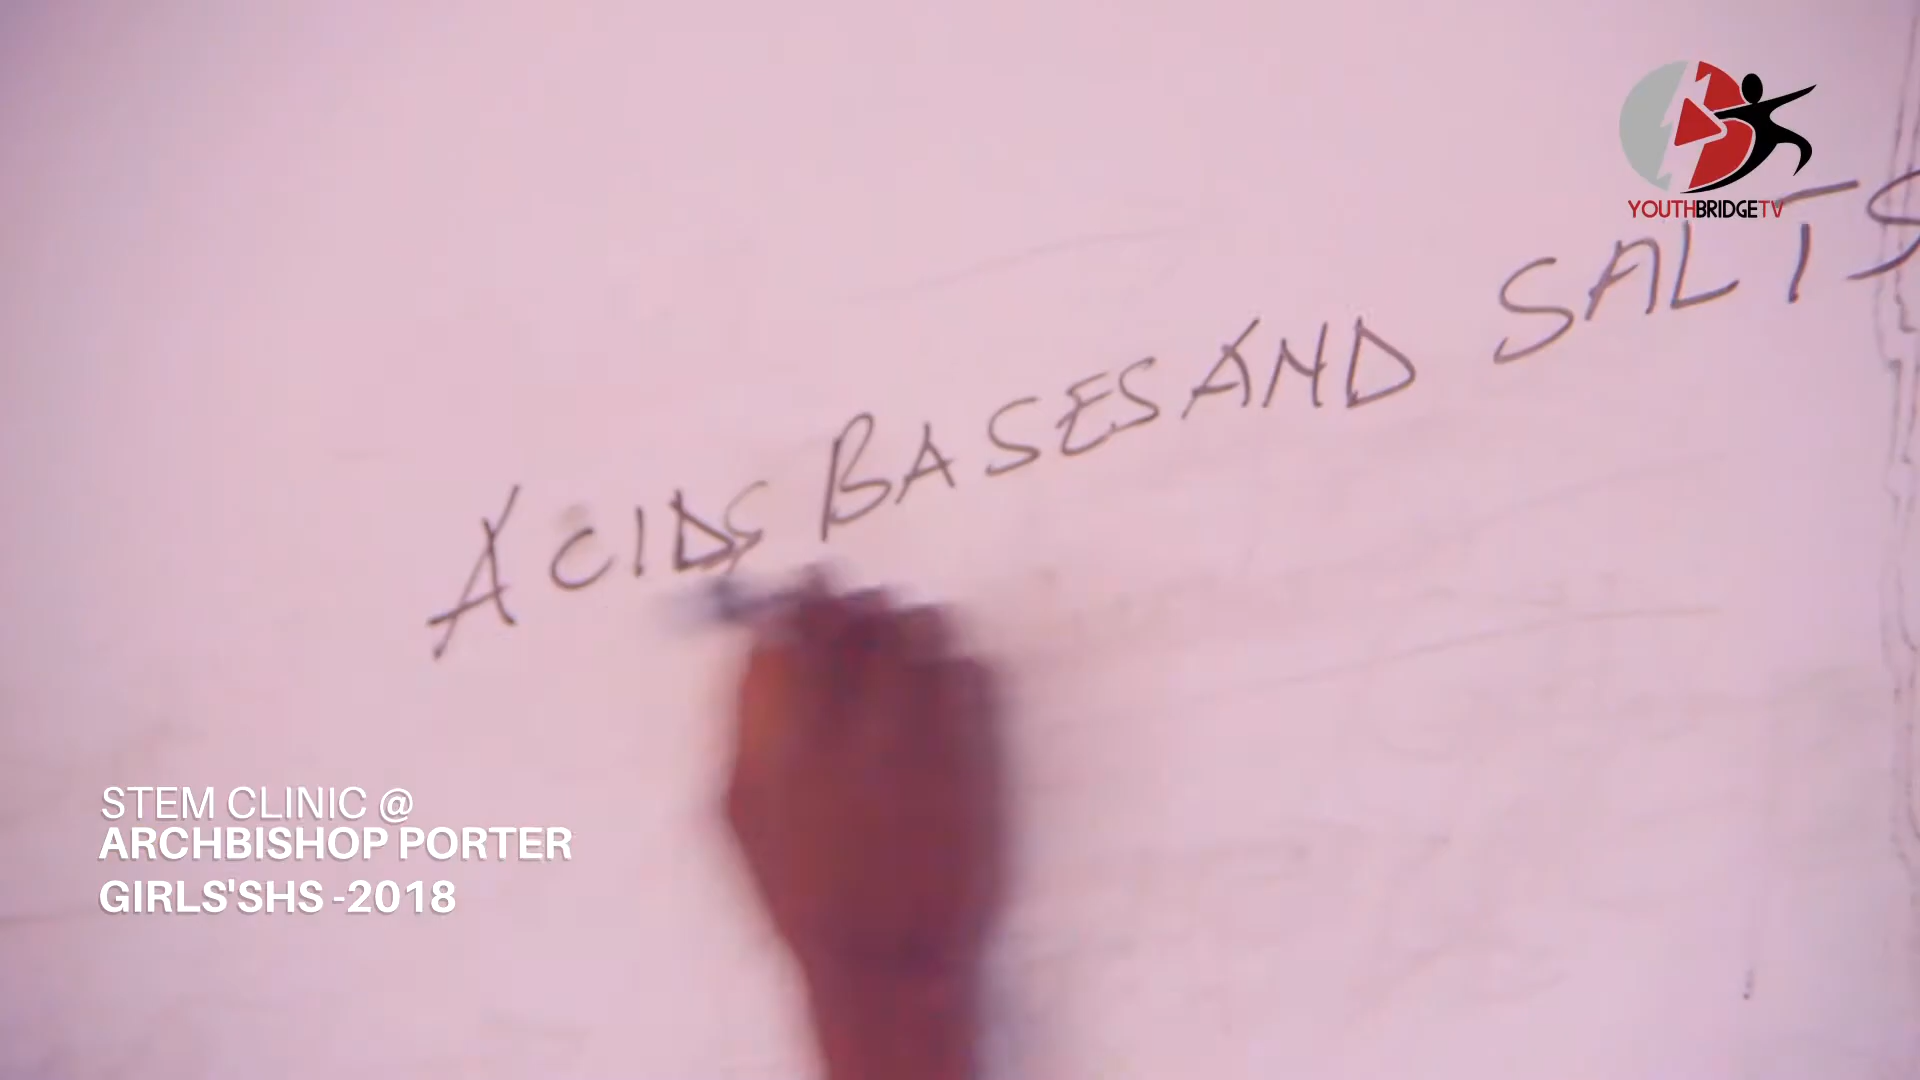 YOUTHBRIDGETV
ACIDS BASES AND SALTS
STEM CLINIC @
ARCHBISHOP PORTER
GIRLS'SHS -2018